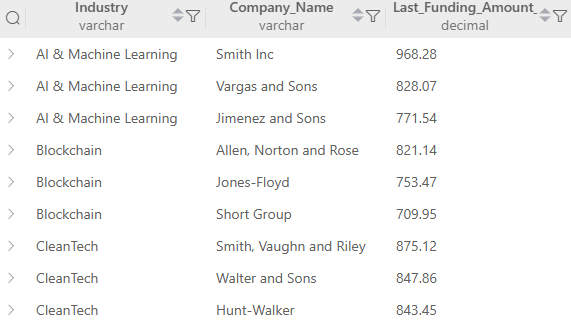 Industry Company_Name Last_Funding_Amount_
varchar varchar decimal
AI & Machine Learning Smith Inc 968.28
AI & Machine Learning Vargas and Sons 828.07
AI & Machine Learning Jimenez and Sons 771.54
Blockchain Allen, Norton and Rose 821.14
Blockchain Jones-Floyd 753.47
Blockchain Short Group 709.95
CleanTech Smith, Vaughn and Riley 875.12
CleanTech Walter and Sons 847.86
CleanTech Hunt-Walker 843.45